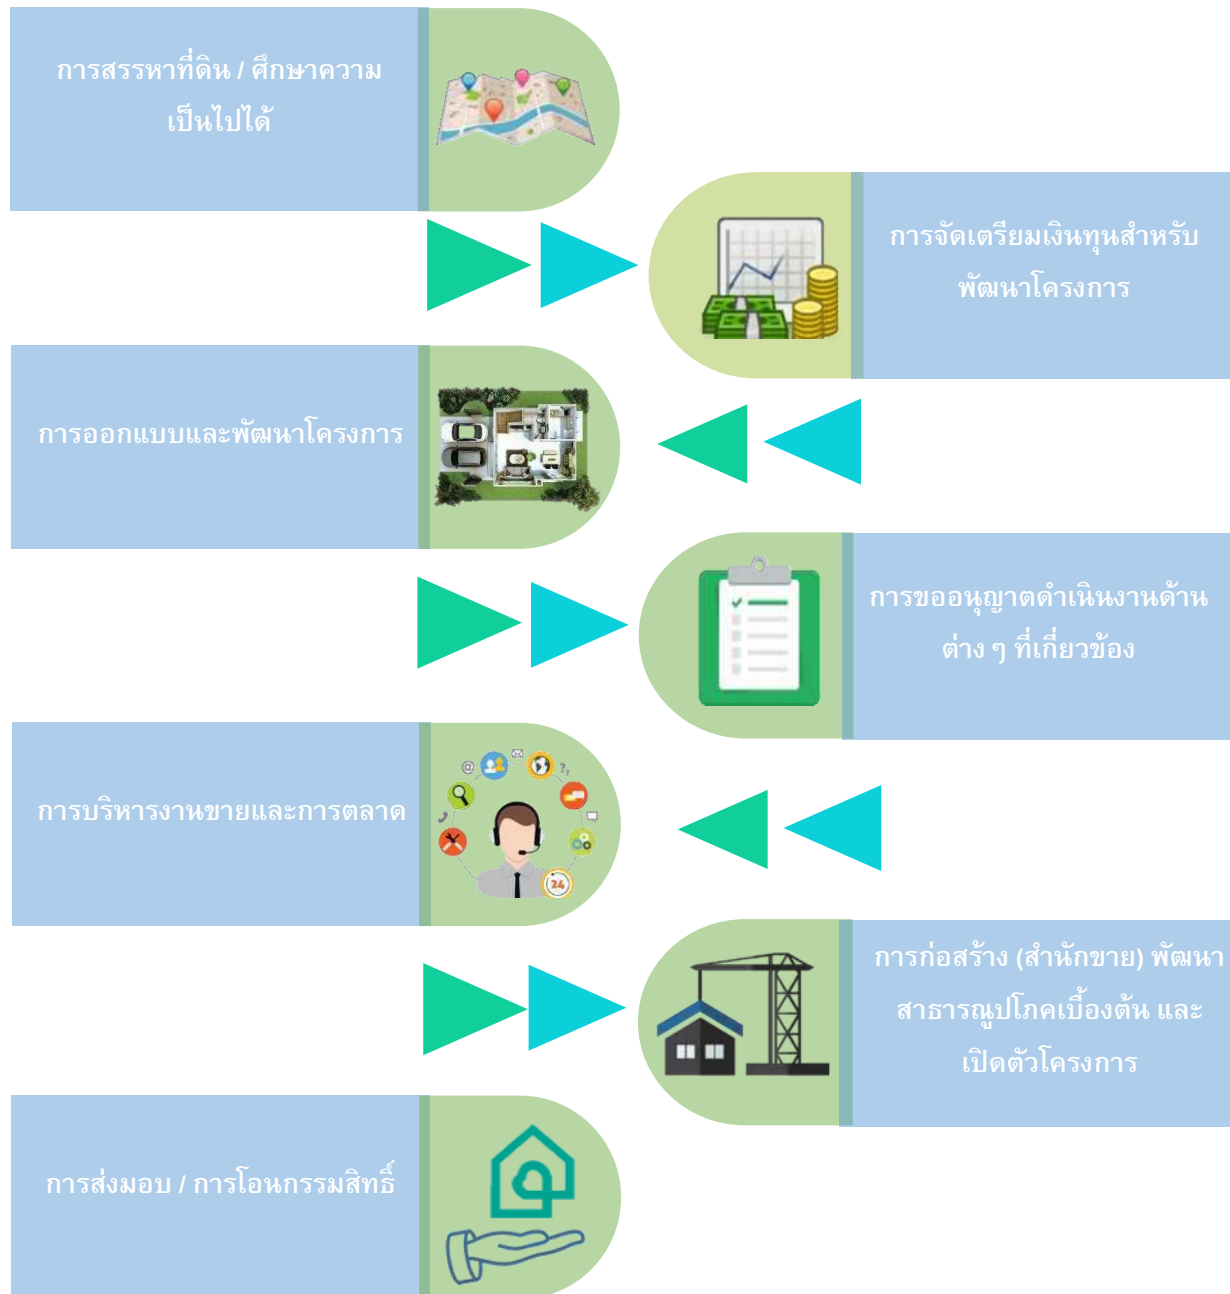 การสรรหาที่ดิน / ศึกษาความ
เป็นไปได้
การจัดเตรียมเงินทุนสำหรับ
พัฒนาโครงการ
การออกแบบและพัฒนาโครงการ
การขออนุญาตดำเนินงานด้าน
ต่าง ๆ ที่เกี่ยวข้อง
การบริหารงานขายและการตลาด
@
??
24
การก่อสร้าง (สำนักขาย) พัฒนา
สาธารณูปโภคเบื้องต้น และ
เปิดตัวโครงการ
การส่งมอบ / การโอนกรรมสิทธิ์